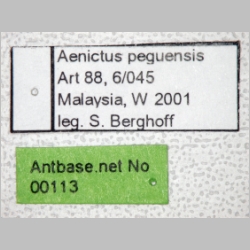 Aenictus peguensis
Art 88, 6/045
Malaysia, W 2001
leg. S. Berghoff
Antbase.net No
00113